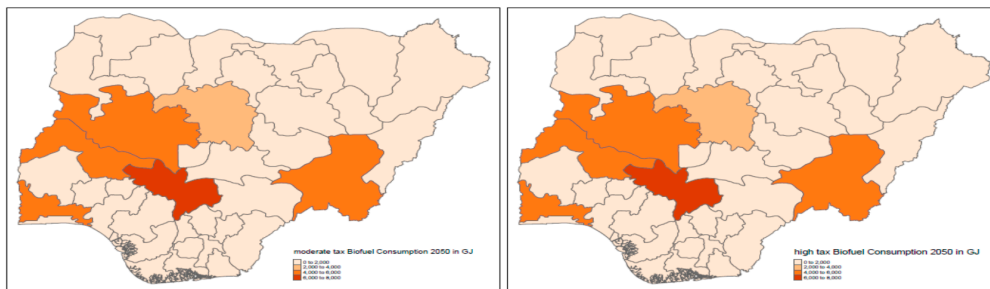 moderate tax Biofuel Consumption 2050 in GJ
0 to 2,000
2,000 to 4,000
4,000 to 6,000
6,000 to 8,000
high tax Biofuel Consumption 2050 in GJ
0 to 2,000
2,000 to 4,000
4,000 to 6,000
6,000 to 8,000